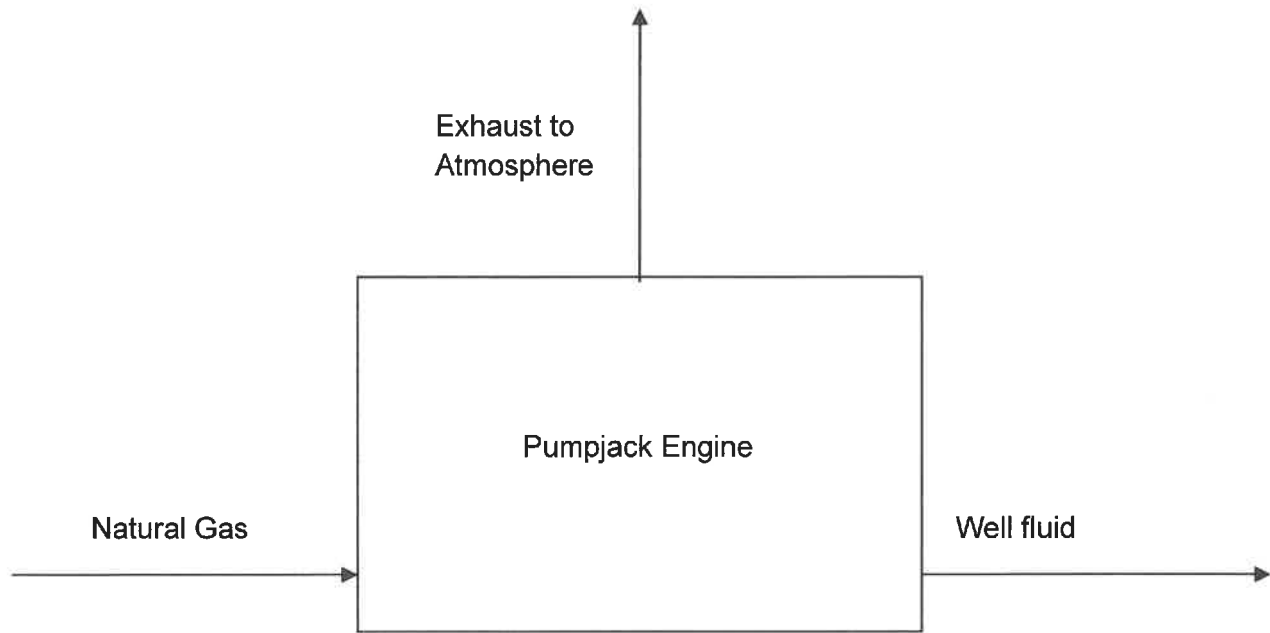 Exhaust to
Atmosphere
Pumpjack Engine
Natural Gas
Well fluid